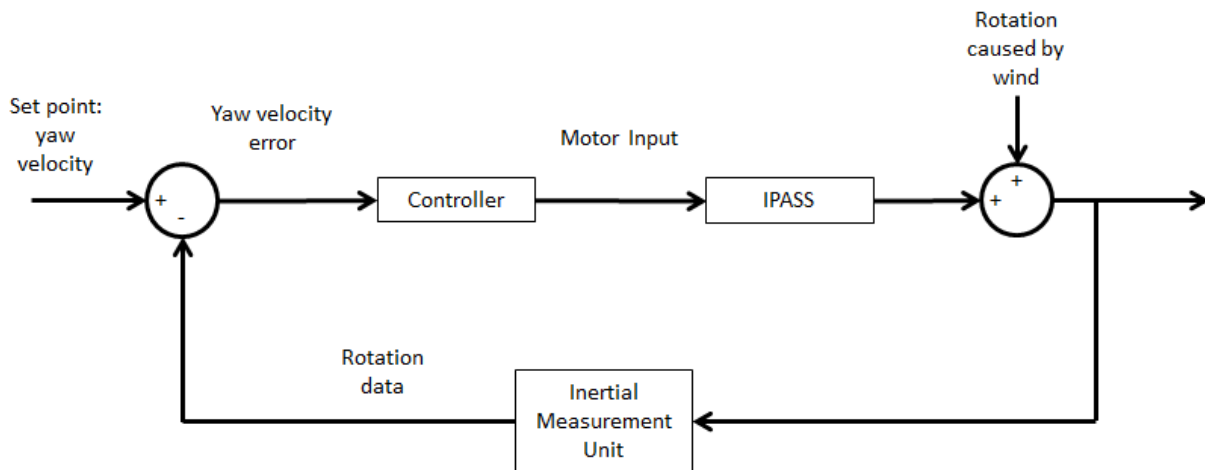 Rotation
caused by
wind
Set point:
yaw
velocity
Yaw velocity
error
Motor Input
+
-
Controller
IPASS
+
+
Rotation
data
Inertial
Measurement
Unit